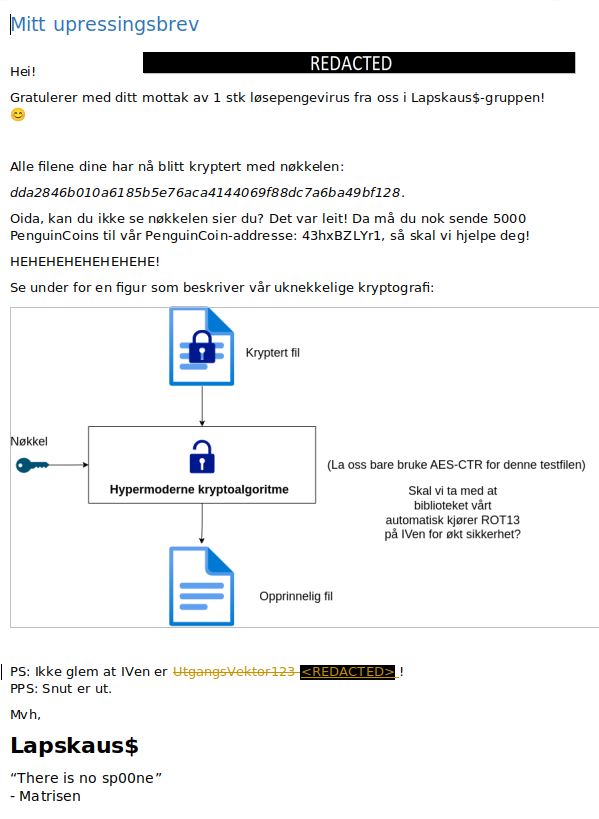 Mitt upressingsbrev
REDACTED
Hei!
Gratulerer med ditt mottak av 1 stk løsepengevirus fra oss i Lapskaus$-gruppen!
😊
Alle filene dine har nå blitt kryptert med nøkkelen:
dda2846b010a6185b5e76aca4144069f88dc7a6ba49bf128.
Oida, kan du ikke se nøkkelen sier du? Det var leit! Da må du nok sende 5000
PenguinCoins til vår PenguinCoin-addresse: 43hxBZLYr1, så skal vi hjelpe deg!
HEHEHEHEHEHEHEHE!
Se under for en figur som beskriver vår uknekkelige kryptografi:
Kryptert fil
Nøkkel
Hypermoderne kryptoalgoritme
(La oss bare bruke AES-CTR for denne testfilen)
Skal vi ta med at
biblioteket vårt
automatisk kjører ROT13
på IVen for økt sikkerhet?
Opprinnelig fil
PS: Ikke glem at IVen er UtgangsVektor123 <REDACTED> !
PPS: Snut er ut.
Mvh,
Lapskaus$
“There is no sp00ne”
- Matrisen